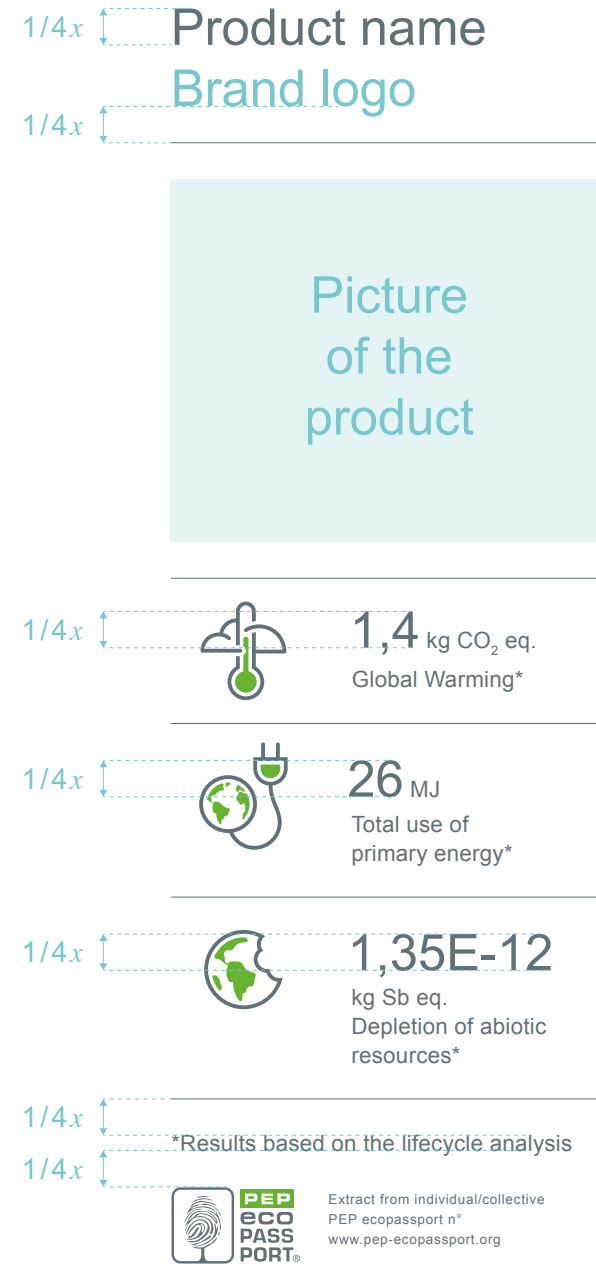 1/4x
Product name
Brand logo
1/4x
Picture
of the
product
1/4x
1,4 kg CO2 eq.
Global Warming*
1/4x
26 MJ
Total use of
primary energy*
1/4x
1,35E-12
kg Sb eq.
Depletion of abiotic
resources*
1/4x
*Results based on the lifecycle analysis
1/4x
PEP
eco
PASS
PORT®
Extract from individual/collective
PEP ecopassport n°
www.pep-ecopassport.org